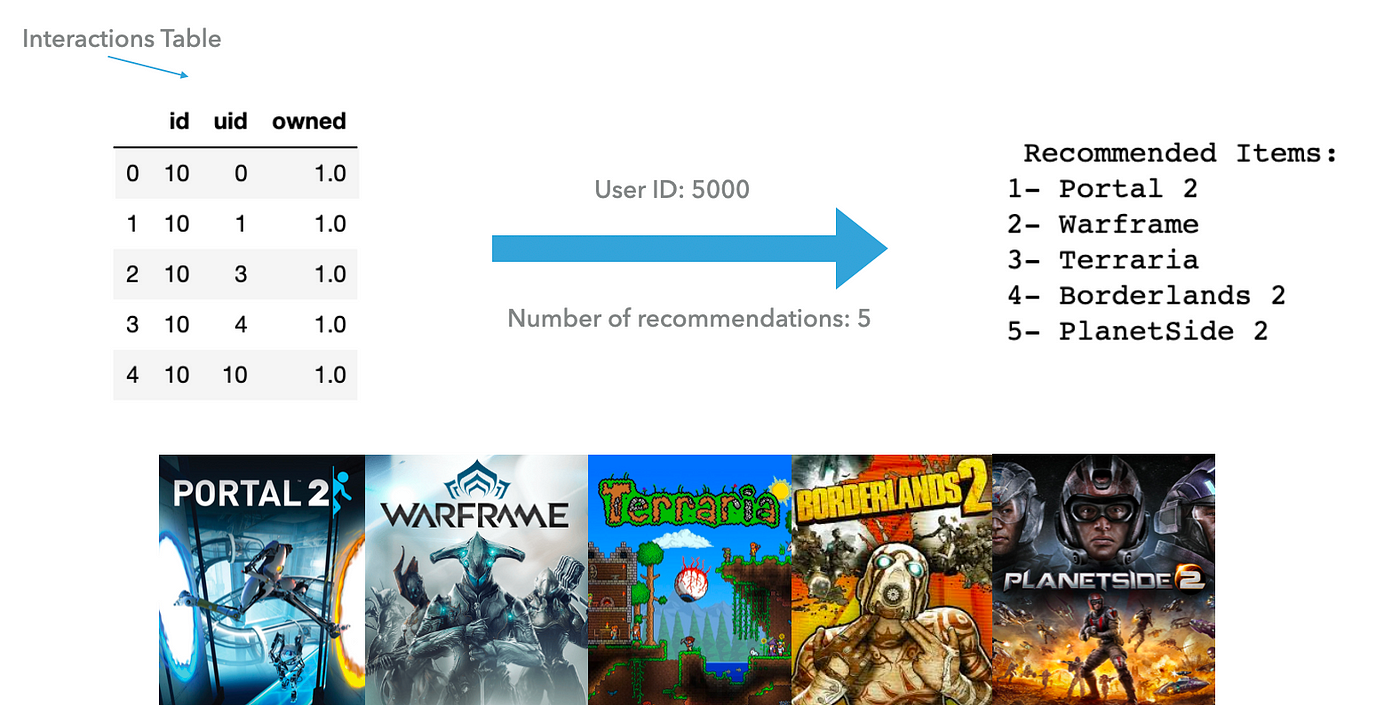 Interactions Table
id uid owned
0 10 0 1.0
1 10 1 1.0
2 10 3 1.0
3 10 4 1.0
4 10 10 1.0
User ID: 5000
Number of recommendations: 5
Recommended Items:
1- Portal 2
2- Warframe
3- Terraria
4- Borderlands 2
5- PlanetSide 2
PORTAL 2
WARFRAME
Terraria
BORDERLANDS 2
PLANETSIDE 2